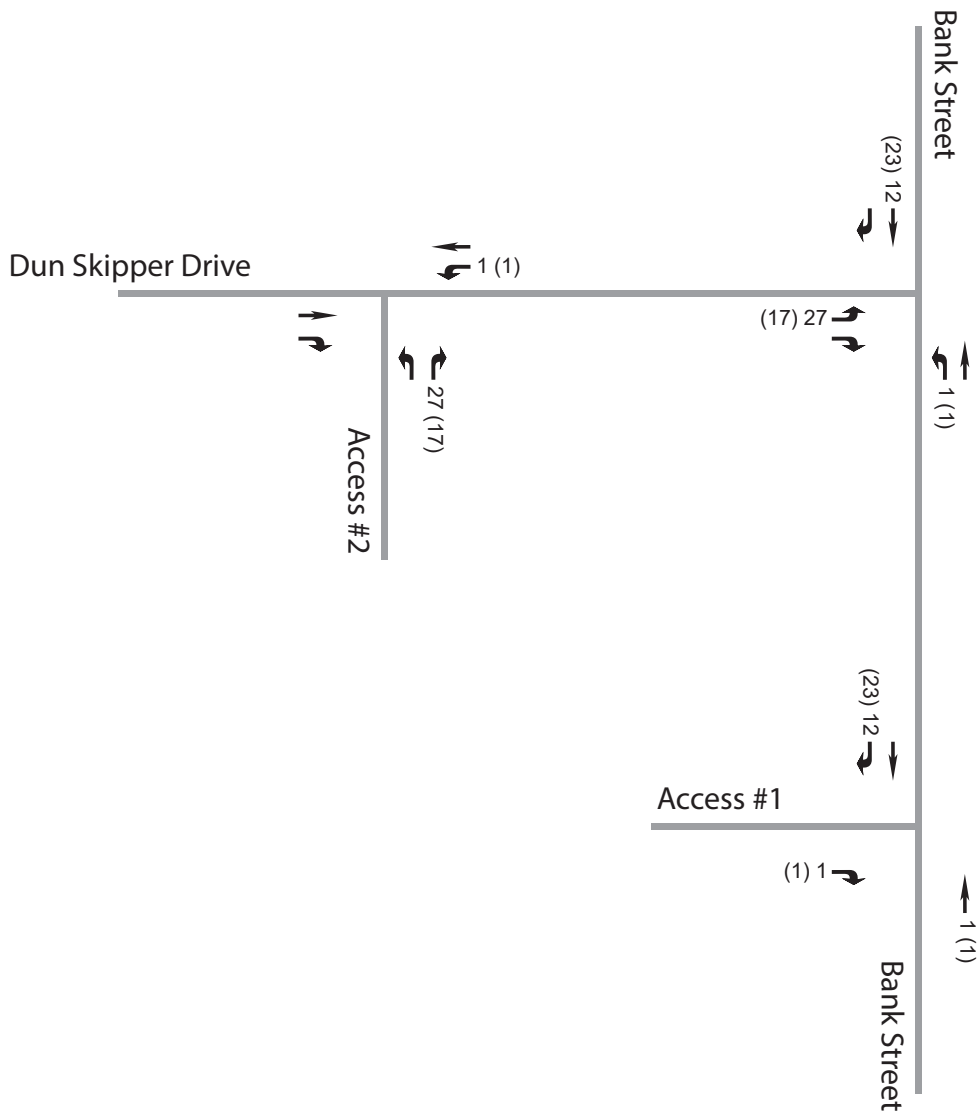 Bank Street
(23) 12
Dun Skipper Drive
1 (1)
(17) 27
1 (1)
27 (17)
Access #2
(23) 12
Access #1
(1) 1
1 (1)
Bank Street